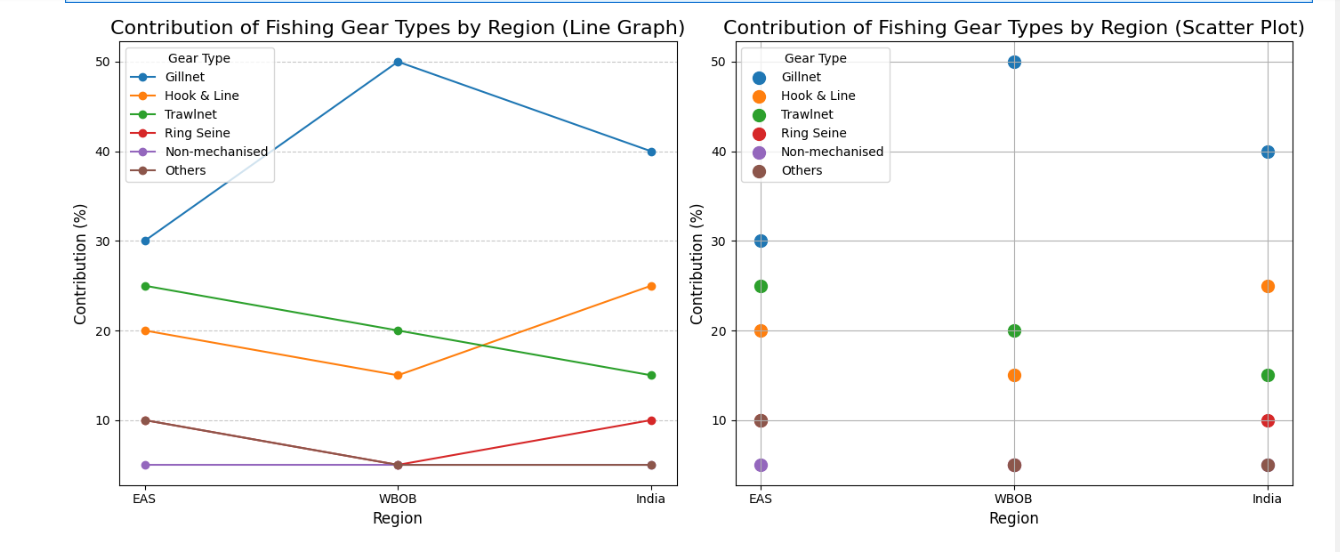 Contribution of Fishing Gear Types by Region (Line Graph)
Gear Type
Gillnet
Hook & Line
Trawlnet
Ring Seine
Non-mechanised
Others
50
40
30
20
10
Contribution (%)
EAS
WBOB
India
Region
Contribution of Fishing Gear Types by Region (Scatter Plot)
Gear Type
Gillnet
Hook & Line
Trawlnet
Ring Seine
Non-mechanised
Others
50
40
30
20
10
Contribution (%)
EAS
WBOB
India
Region